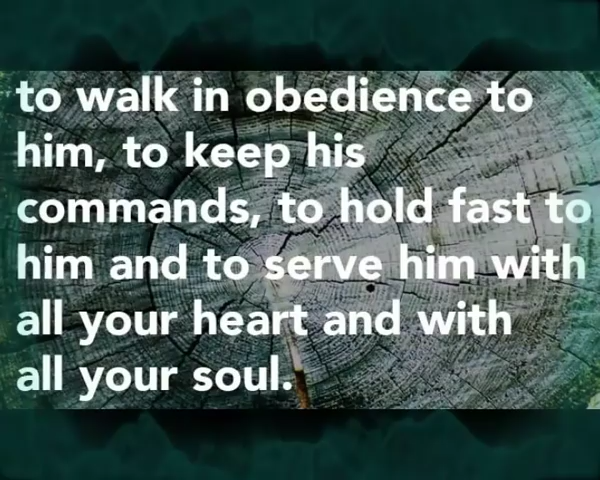 to walk in obedience to
him, to keep his
commands, to hold fast to
him and to serve him with
all your heart and with
all your soul.